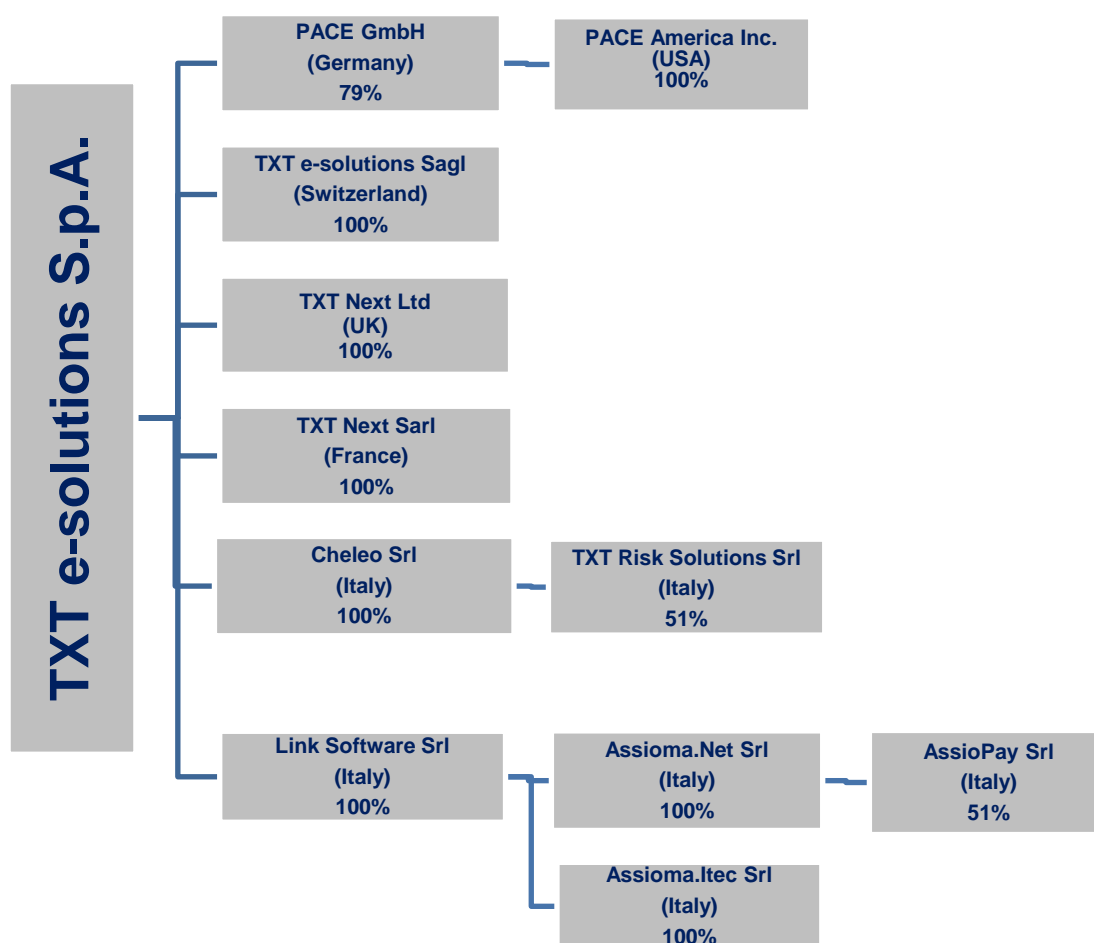 TXT e-solutions S.p.A.
PACE GmbH
(Germany)
79%
PACE America Inc.
(USA)
100%
TXT e-solutions Sagl
(Switzerland)
100%
TXT Next Ltd
(UK)
100%
TXT Next Sarl
(France)
100%
Cheleo Srl
(Italy)
100%
TXT Risk Solutions Srl
(Italy)
51%
Link Software Srl
(Italy)
100%
Assioma.Net Srl
(Italy)
100%
AssioPay Srl
(Italy)
51%
Assioma.Itec Srl
(Italy)
100%